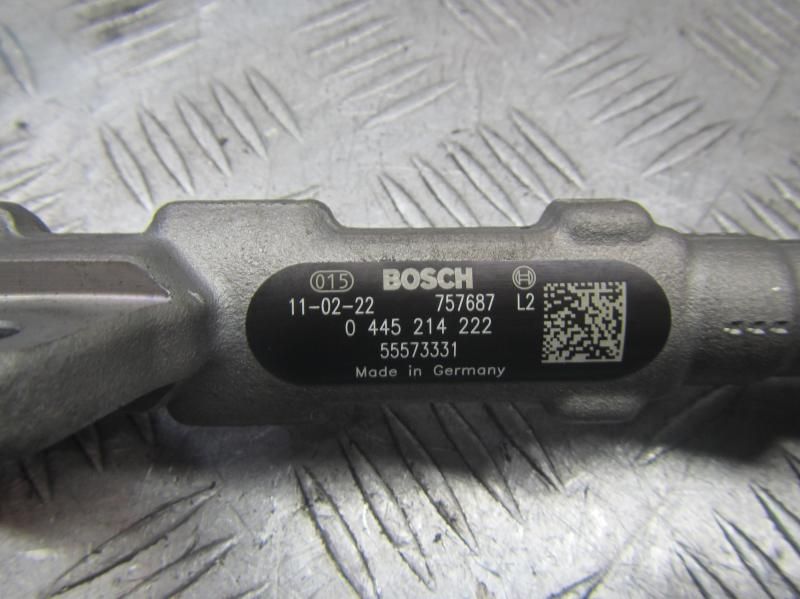 015 BOSCH
11-02-22 757687 L2
0 445 214 222
55573331
Made in Germany